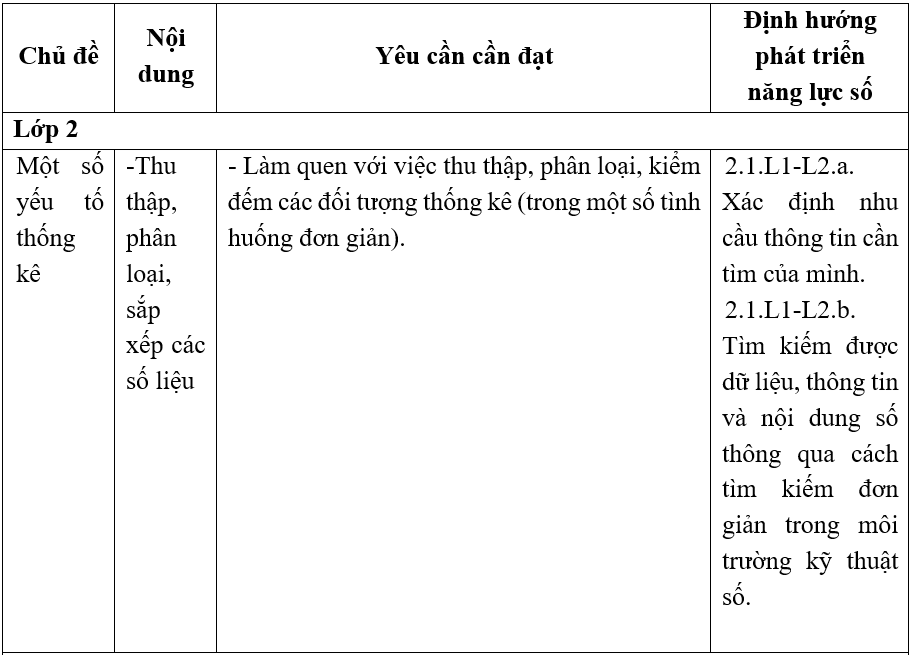 Chủ đề
Nội
dung
Yêu cần cần đạt
Định hướng
phát triển
năng lực số
Lớp 2
Một số
yếu tố
thống
kê
-Thu
thập,
phân
loại,
sắp
xếp các
số liệu
- Làm quen với việc thu thập, phân loại, kiểm
đếm các đối tượng thống kê (trong một số tình
huống đơn giản).
2.1.L1-L2.a.
Xác định nhu
cầu thông tin cần
tìm của mình.
2.1.L1-L2.b.
Tìm kiếm được
dữ liệu, thông tin
và nội dung số
thông qua cách
tìm kiếm đơn
giản trong môi
trường kỹ thuật
số.